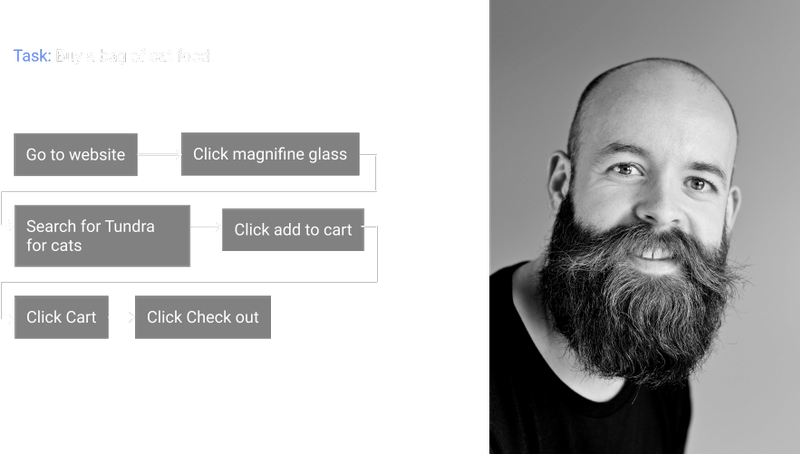 Task: Buy a bag of cat food
Go to website
Click magnifine glass
Search for Tundra
for cats
Click add to cart
Click Cart
Click Check out